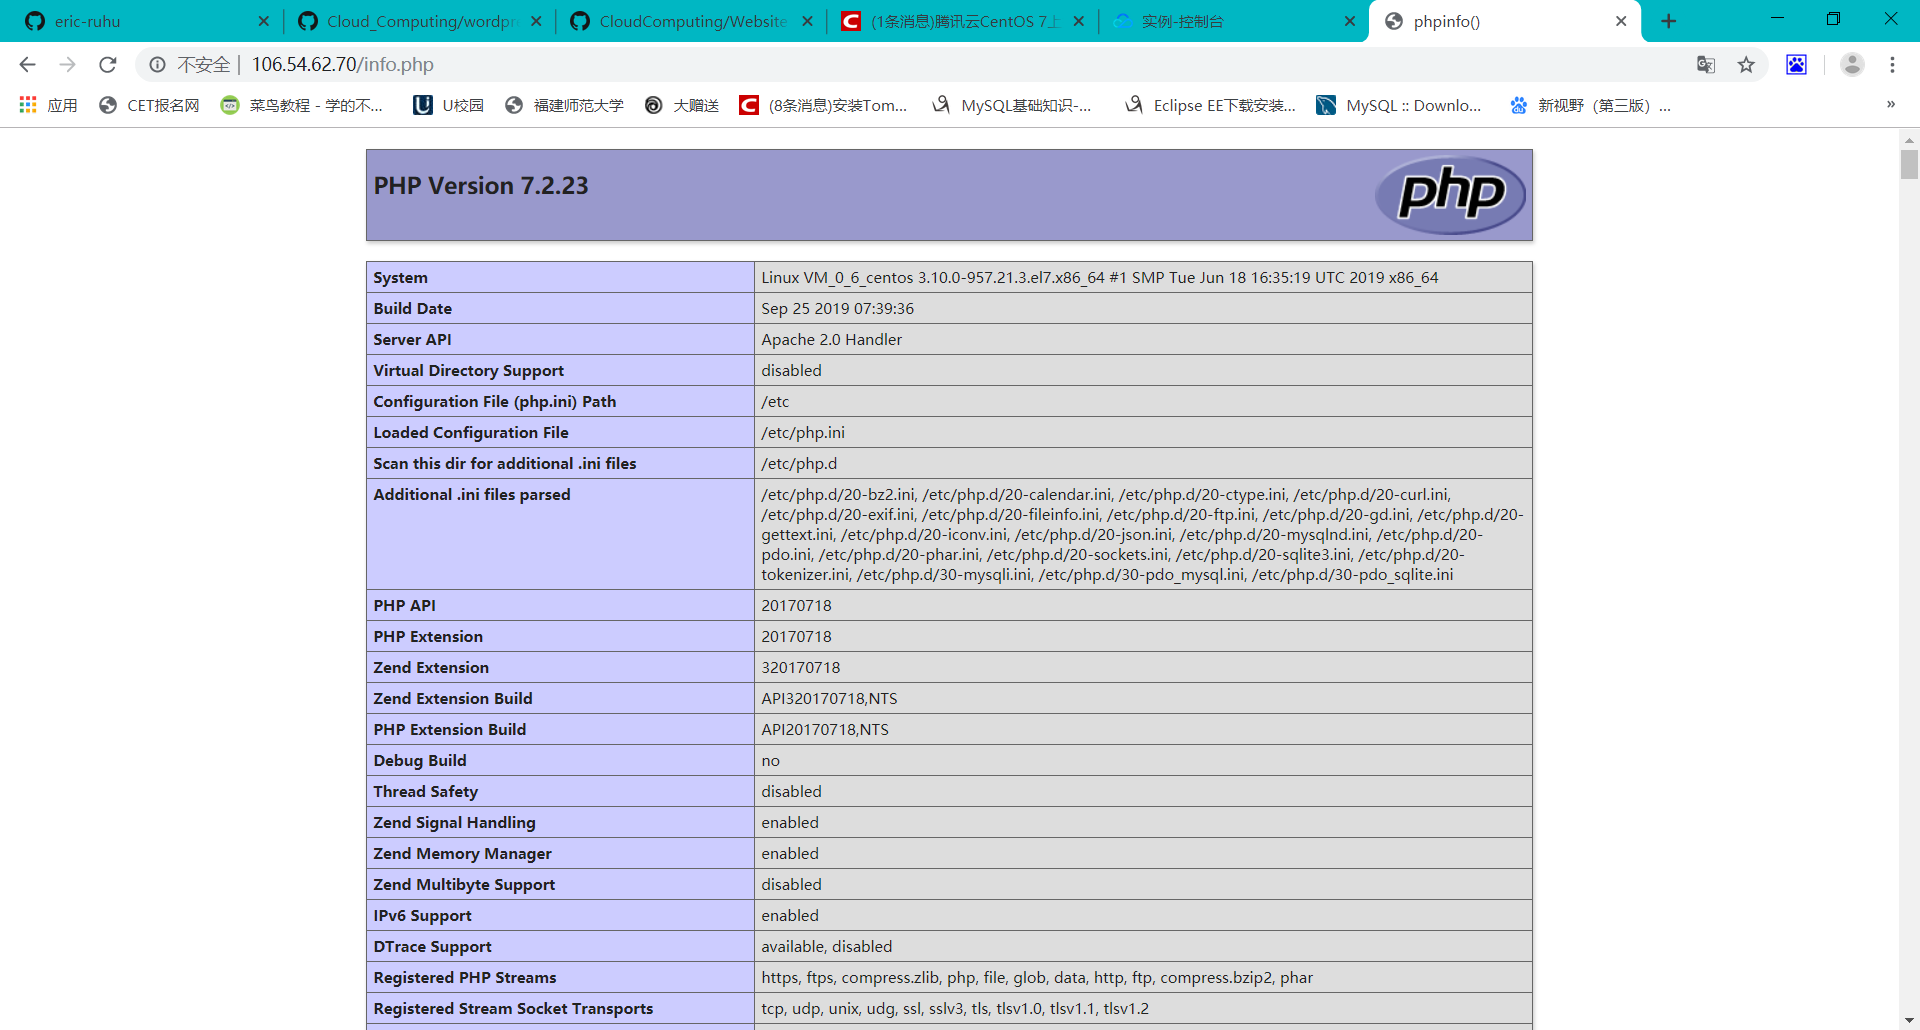 eric-ruhu
Cloud_Computing/wordpr
CloudComputing/Website
(1条消息)腾讯云CentOS 7上
实例-控制台
phpinfo()
不安全 | 106.54.62.70/info.php
应用
CET报名网
菜鸟教程 - 学的不...
U校园
福建师范大学
大赠送
(8条消息)安装Tom...
MySQL基础知识-...
Eclipse EE下载安装...
MySQL :: Downlo...
新视野（第三版）...
»
PHP Version 7.2.23
php
System Linux VM_0_6_centos 3.10.0-957.21.3.el7.x86_64 #1 SMP Tue Jun 18 16:35:19 UTC 2019 x86_64
Build Date Sep 25 2019 07:39:36
Server API Apache 2.0 Handler
Virtual Directory Support disabled
Configuration File (php.ini) Path /etc
Loaded Configuration File /etc/php.ini
Scan this dir for additional .ini files /etc/php.d
Additional .ini files parsed /etc/php.d/20-bz2.ini, /etc/php.d/20-calendar.ini, /etc/php.d/20-ctype.ini, /etc/php.d/20-curl.ini,
/etc/php.d/20-exif.ini, /etc/php.d/20-fileinfo.ini, /etc/php.d/20-ftp.ini, /etc/php.d/20-gd.ini, /etc/php.d/20-
gettext.ini, /etc/php.d/20-iconv.ini, /etc/php.d/20-json.ini, /etc/php.d/20-mysqlnd.ini, /etc/php.d/20-
pdo.ini, /etc/php.d/20-phar.ini, /etc/php.d/20-sockets.ini, /etc/php.d/20-sqlite3.ini, /etc/php.d/20-
tokenizer.ini, /etc/php.d/30-mysqli.ini, /etc/php.d/30-pdo_mysql.ini, /etc/php.d/30-pdo_sqlite.ini
PHP API 20170718
PHP Extension 20170718
Zend Extension 320170718
Zend Extension Build API320170718,NTS
PHP Extension Build API20170718,NTS
Debug Build no
Thread Safety disabled
Zend Signal Handling enabled
Zend Memory Manager enabled
Zend Multibyte Support disabled
IPv6 Support enabled
DTrace Support available, disabled
Registered PHP Streams https, ftps, compress.zlib, php, file, glob, data, http, ftp, compress.bzip2, phar
Registered Stream Socket Transports tcp, udp, unix, udg, ssl, sslv3, tls, tlsv1.0, tlsv1.1, tlsv1.2